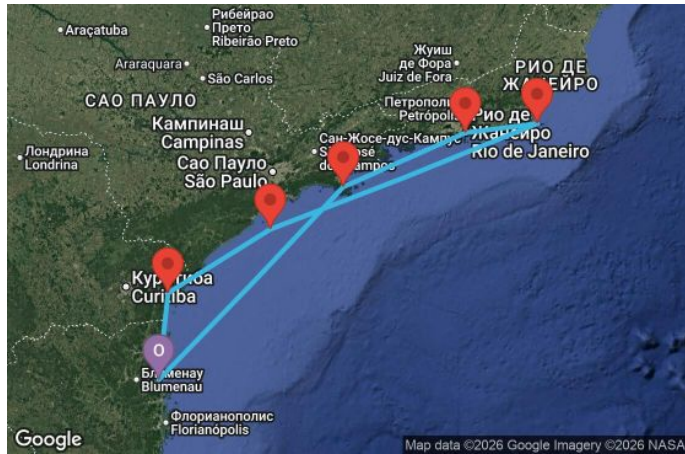 Araçatuba
Рибейрао
Прето
Ribeirão Preto
Araraquara
São Carlos
САО ПАУЛО
Жуиш
де Фора
Juiz de Fora
РИО ДЕ
ЖАНЕЙРО
Петрополи
Petrópolis
Рио де
Жанейро
Rio de Janeiro
Кампинаш
Campinas
Сан-Жосе-дус-Кампус
São José
dos Campos
Сао Пауло
São Paulo
Лондрина
Londrina
Куритиба
Curitiba
O
Блуменау
Blumenau
Флорианополис
Florianópolis
Google
Map data ©2026 Google Imagery ©2026 NASA